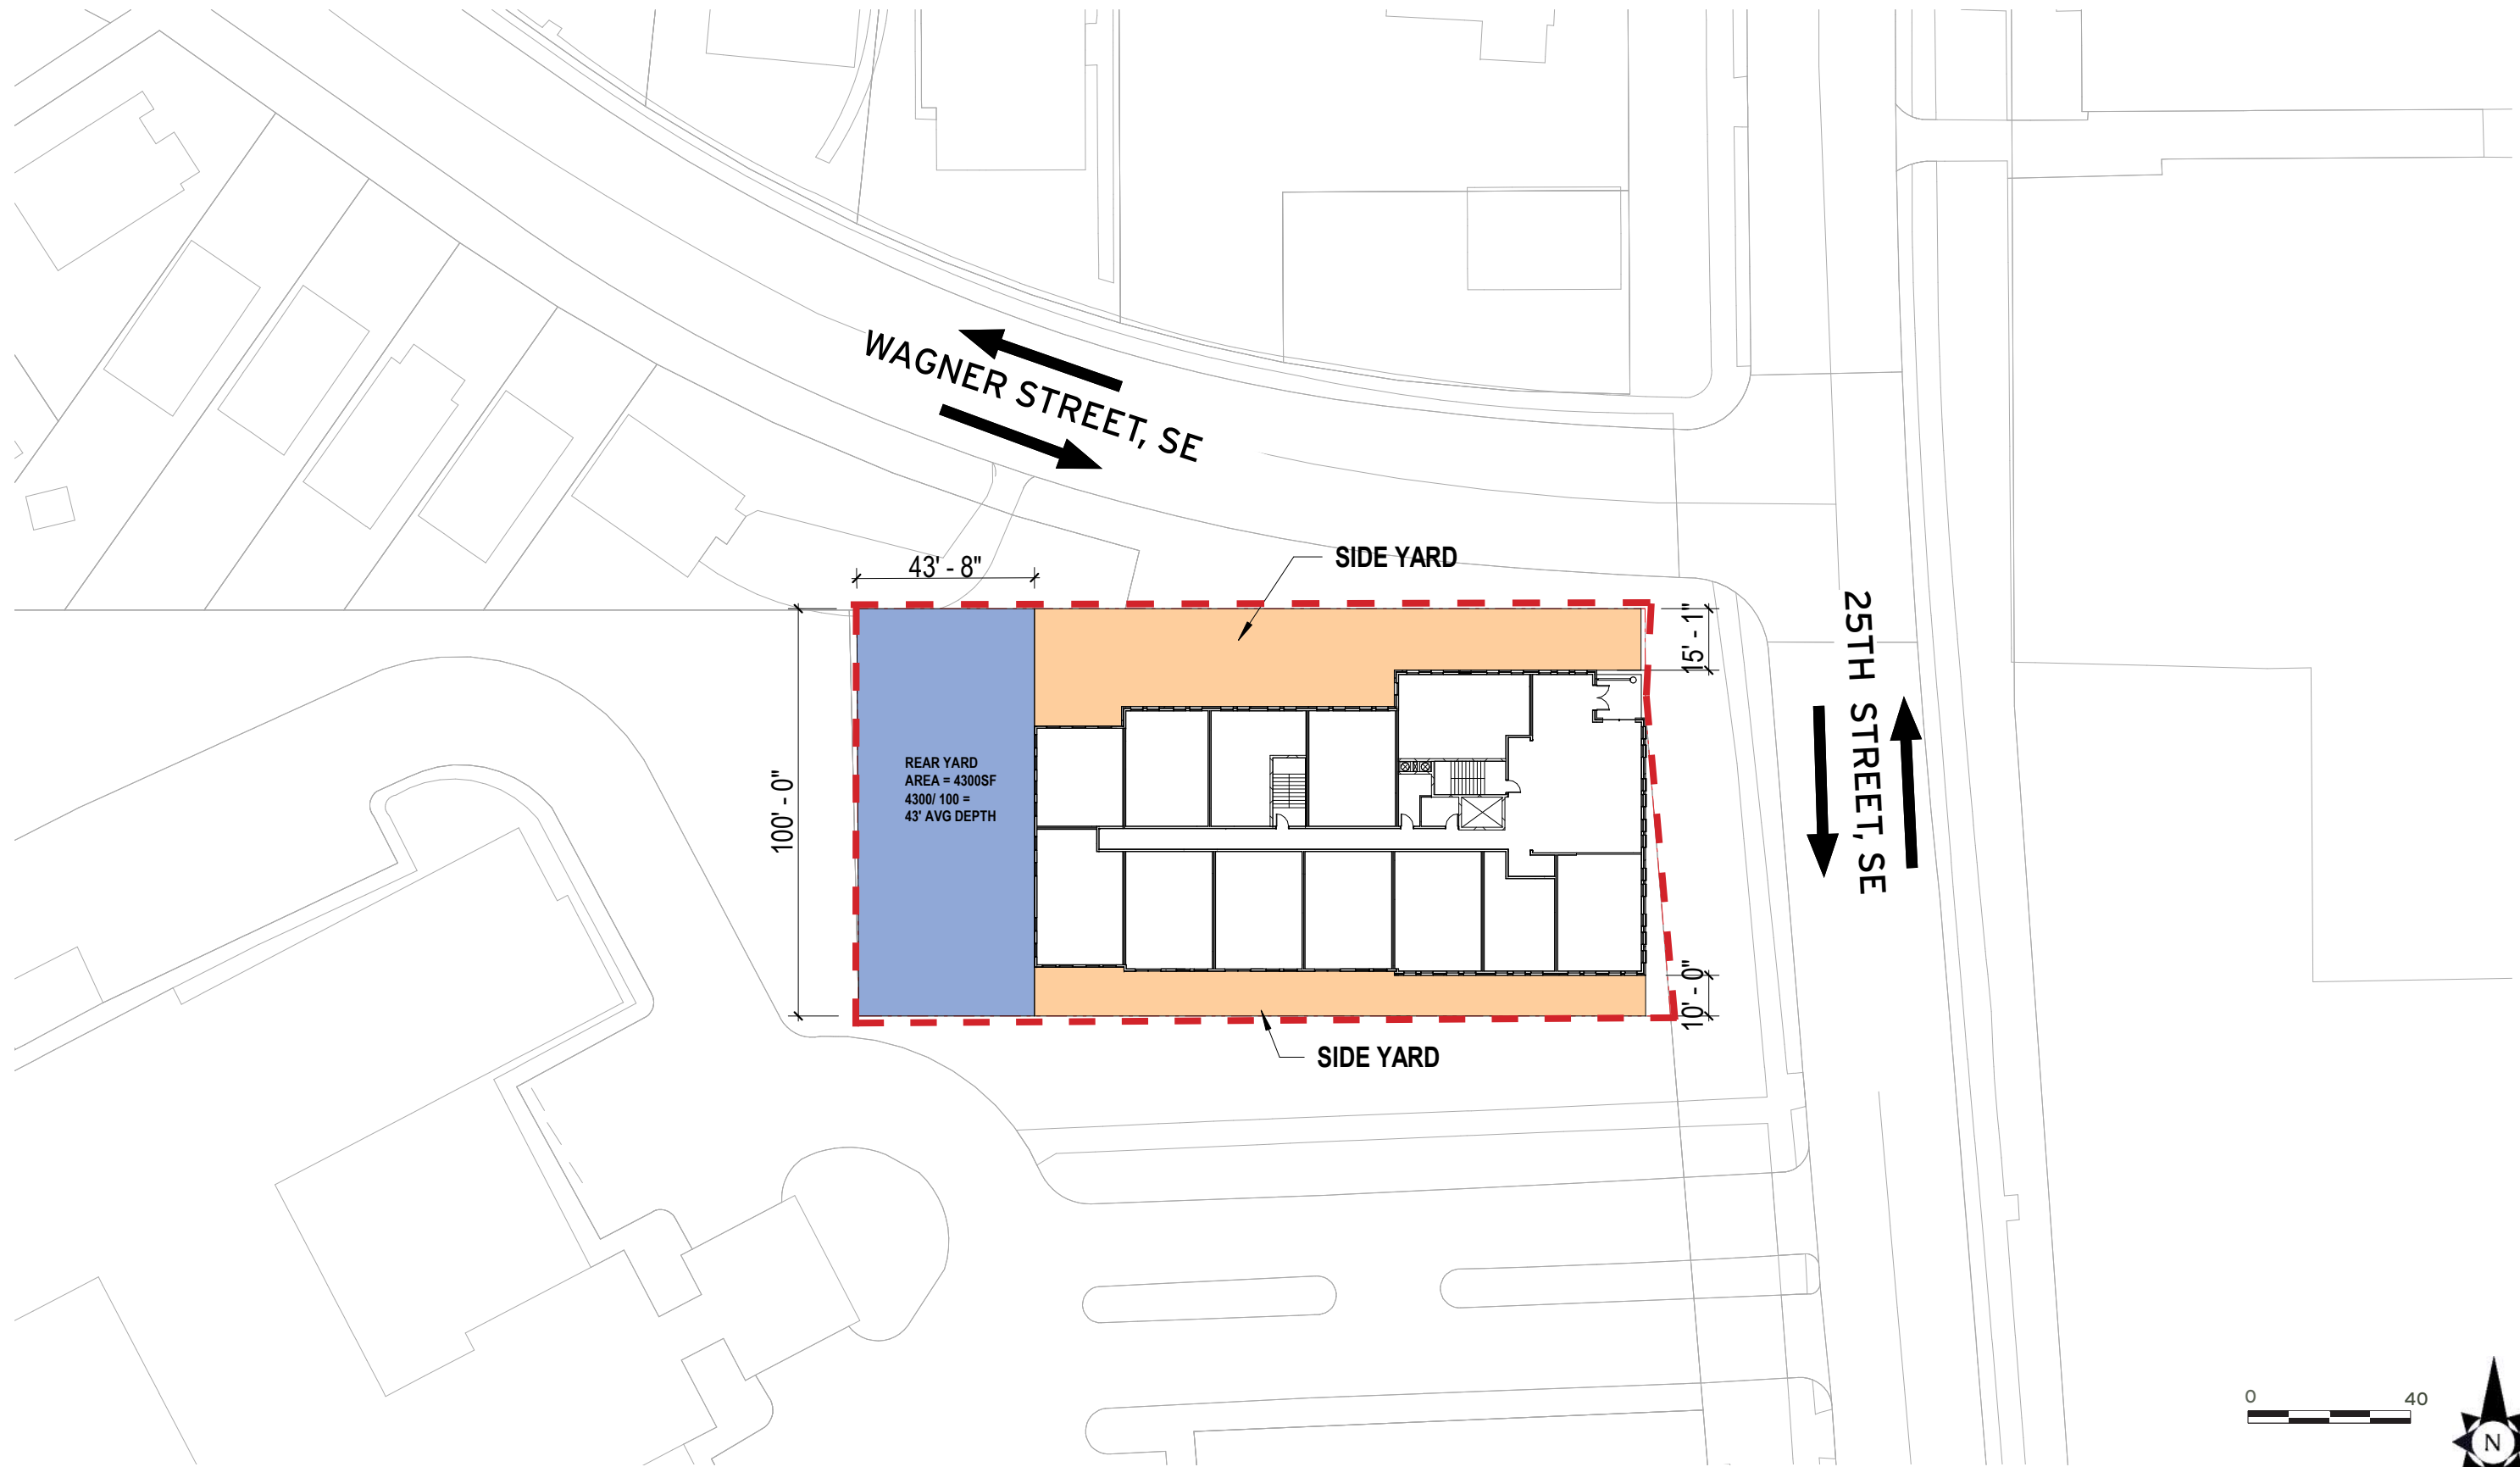 WAGNER STREET, SE
SIDE YARD
43' - 8"
15' - 1"
25TH STREET, SE
REAR YARD
AREA = 4300SF
4300/ 100 =
43' AVG DEPTH
100' - 0"
10' - 0"
SIDE YARD
0 40
N